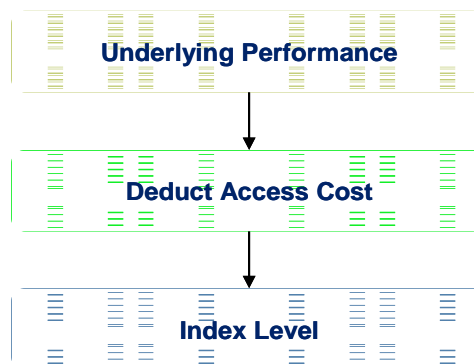 Underlying Performance
Deduct Access Cost
Index Level